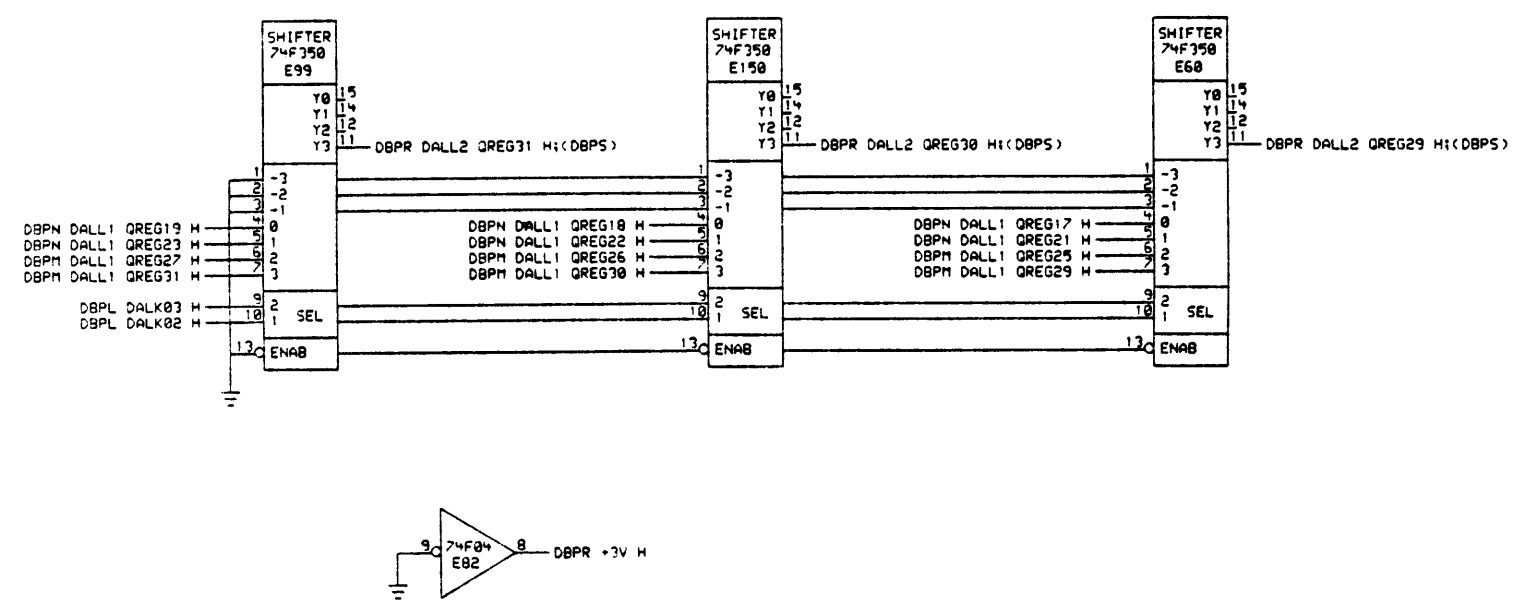 SHIFTER
74F350
E99
Y0 15
Y1 14
Y2 12
Y3 11
DBPR DALL2 QREG31 H;(DBPS)
1 -3
2 -2
3 -1
DBPN DALL1 QREG19 H 4 0
DBPN DALL1 QREG23 H 5 1
DBPM DALL1 QREG27 H 6 2
DBPM DALL1 QREG31 H 7 3
DBPL DALK03 H 9 2
DBPL DALK02 H 10 1
SEL
13 ENAB
SHIFTER
74F350
E150
Y0 15
Y1 14
Y2 12
Y3 11
DBPR DALL2 QREG30 H;(DBPS)
1 -3
2 -2
3 -1
DBPN DALL1 QREG18 H 4 0
DBPN DALL1 QREG22 H 5 1
DBPM DALL1 QREG26 H 6 2
DBPM DALL1 QREG30 H 7 3
9 2
10 1
SEL
13 ENAB
SHIFTER
74F350
E60
Y0 15
Y1 14
Y2 12
Y3 11
DBPR DALL2 QREG29 H;(DBPS)
1 -3
2 -2
3 -1
DBPN DALL1 QREG17 H 4 0
DBPN DALL1 QREG21 H 5 1
DBPM DALL1 QREG25 H 6 2
DBPM DALL1 QREG29 H 7 3
9 2
10 1
SEL
13 ENAB
9 74F04 8 DBPR +3V H
E82